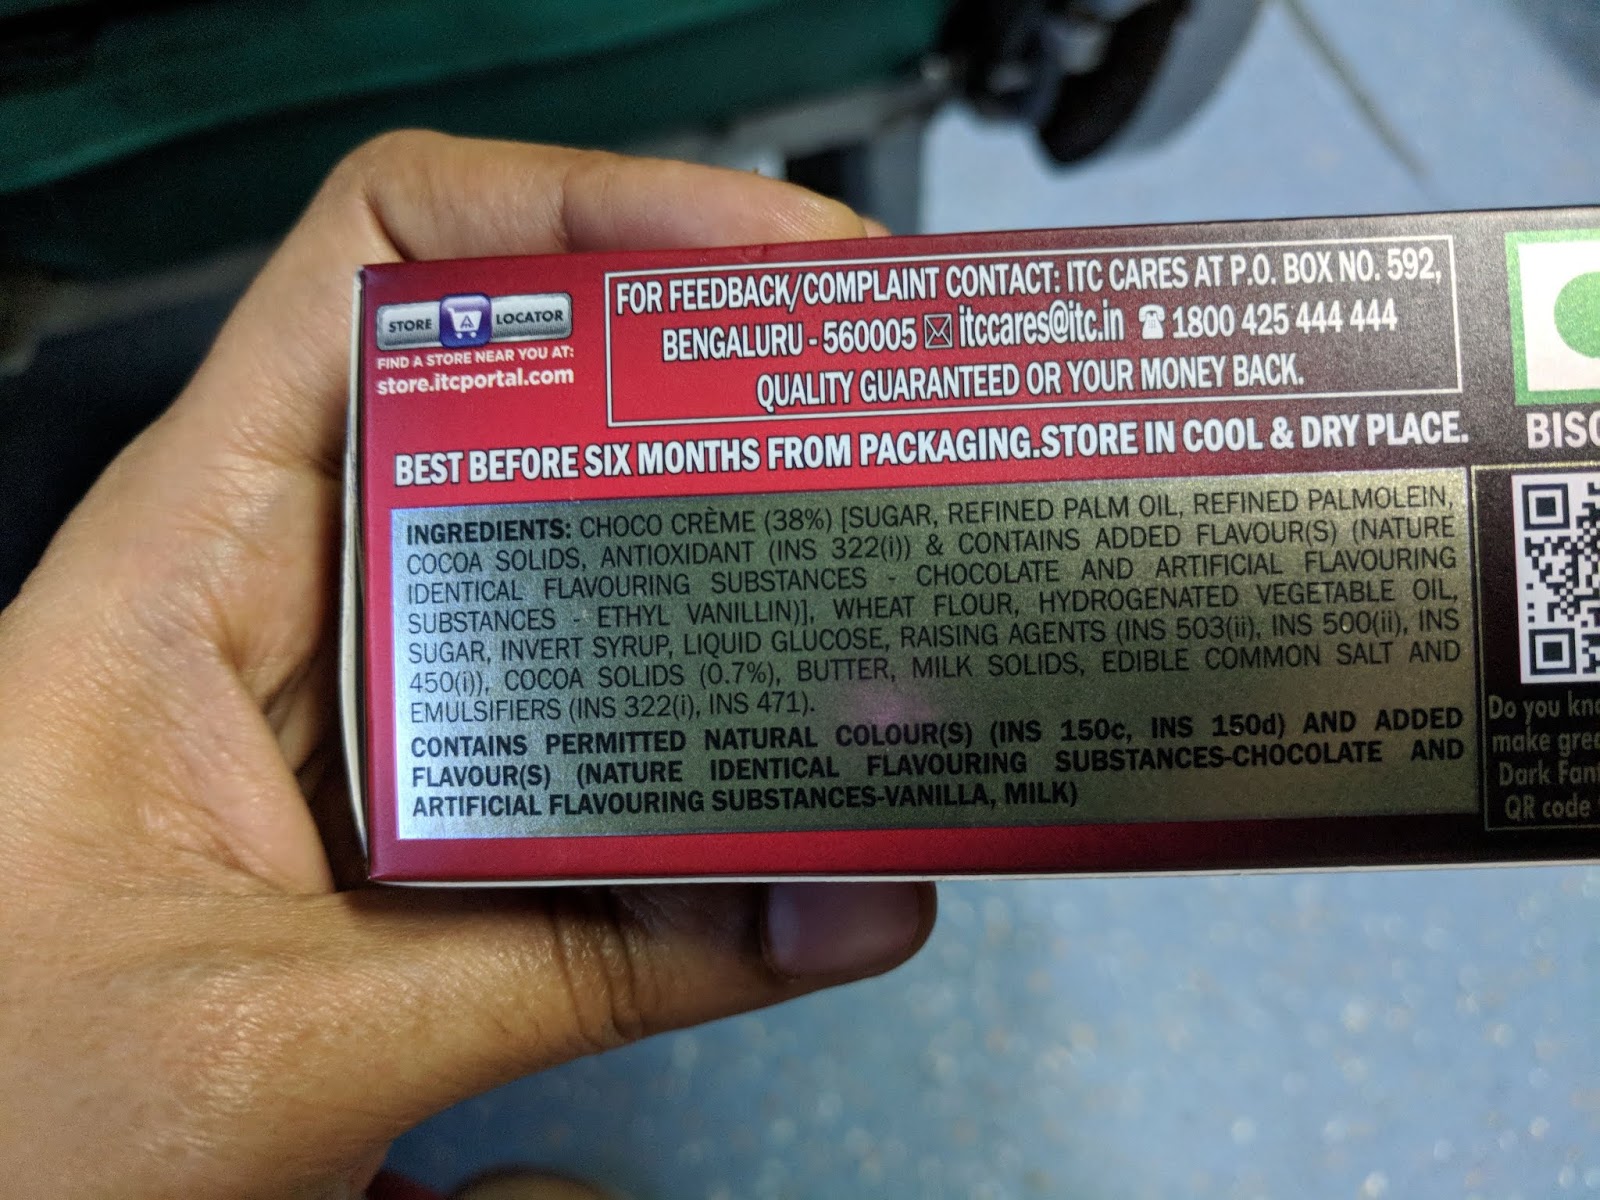 STORE LOCATOR
FIND A STORE NEAR YOU AT:
store.itcportal.com
FOR FEEDBACK/COMPLAINT CONTACT: ITC CARES AT P.O. BOX NO. 592,
BENGALURU - 560005 itccares@itc.in 1800 425 444 444
QUALITY GUARANTEED OR YOUR MONEY BACK.
BEST BEFORE SIX MONTHS FROM PACKAGING.STORE IN COOL & DRY PLACE.
INGREDIENTS: CHOCO CRÈME (38%) [SUGAR, REFINED PALM OIL, REFINED PALMOLEIN,
COCOA SOLIDS, ANTIOXIDANT (INS 322(i)) & CONTAINS ADDED FLAVOUR(S) (NATURE
IDENTICAL FLAVOURING SUBSTANCES - CHOCOLATE AND ARTIFICIAL FLAVOURING
SUBSTANCES - ETHYL VANILLIN)], WHEAT FLOUR, HYDROGENATED VEGETABLE OIL,
SUGAR, INVERT SYRUP, LIQUID GLUCOSE, RAISING AGENTS (INS 503(ii), INS 500(ii), INS
450(i)), COCOA SOLIDS (0.7%), BUTTER, MILK SOLIDS, EDIBLE COMMON SALT AND
EMULSIFIERS (INS 322(i), INS 471).
CONTAINS PERMITTED NATURAL COLOUR(S) (INS 150c, INS 150d) AND ADDED
FLAVOUR(S) (NATURE IDENTICAL FLAVOURING SUBSTANCES-CHOCOLATE AND
ARTIFICIAL FLAVOURING SUBSTANCES-VANILLA, MILK)
BISC
Do you kno
make grea
Dark Fant
QR code